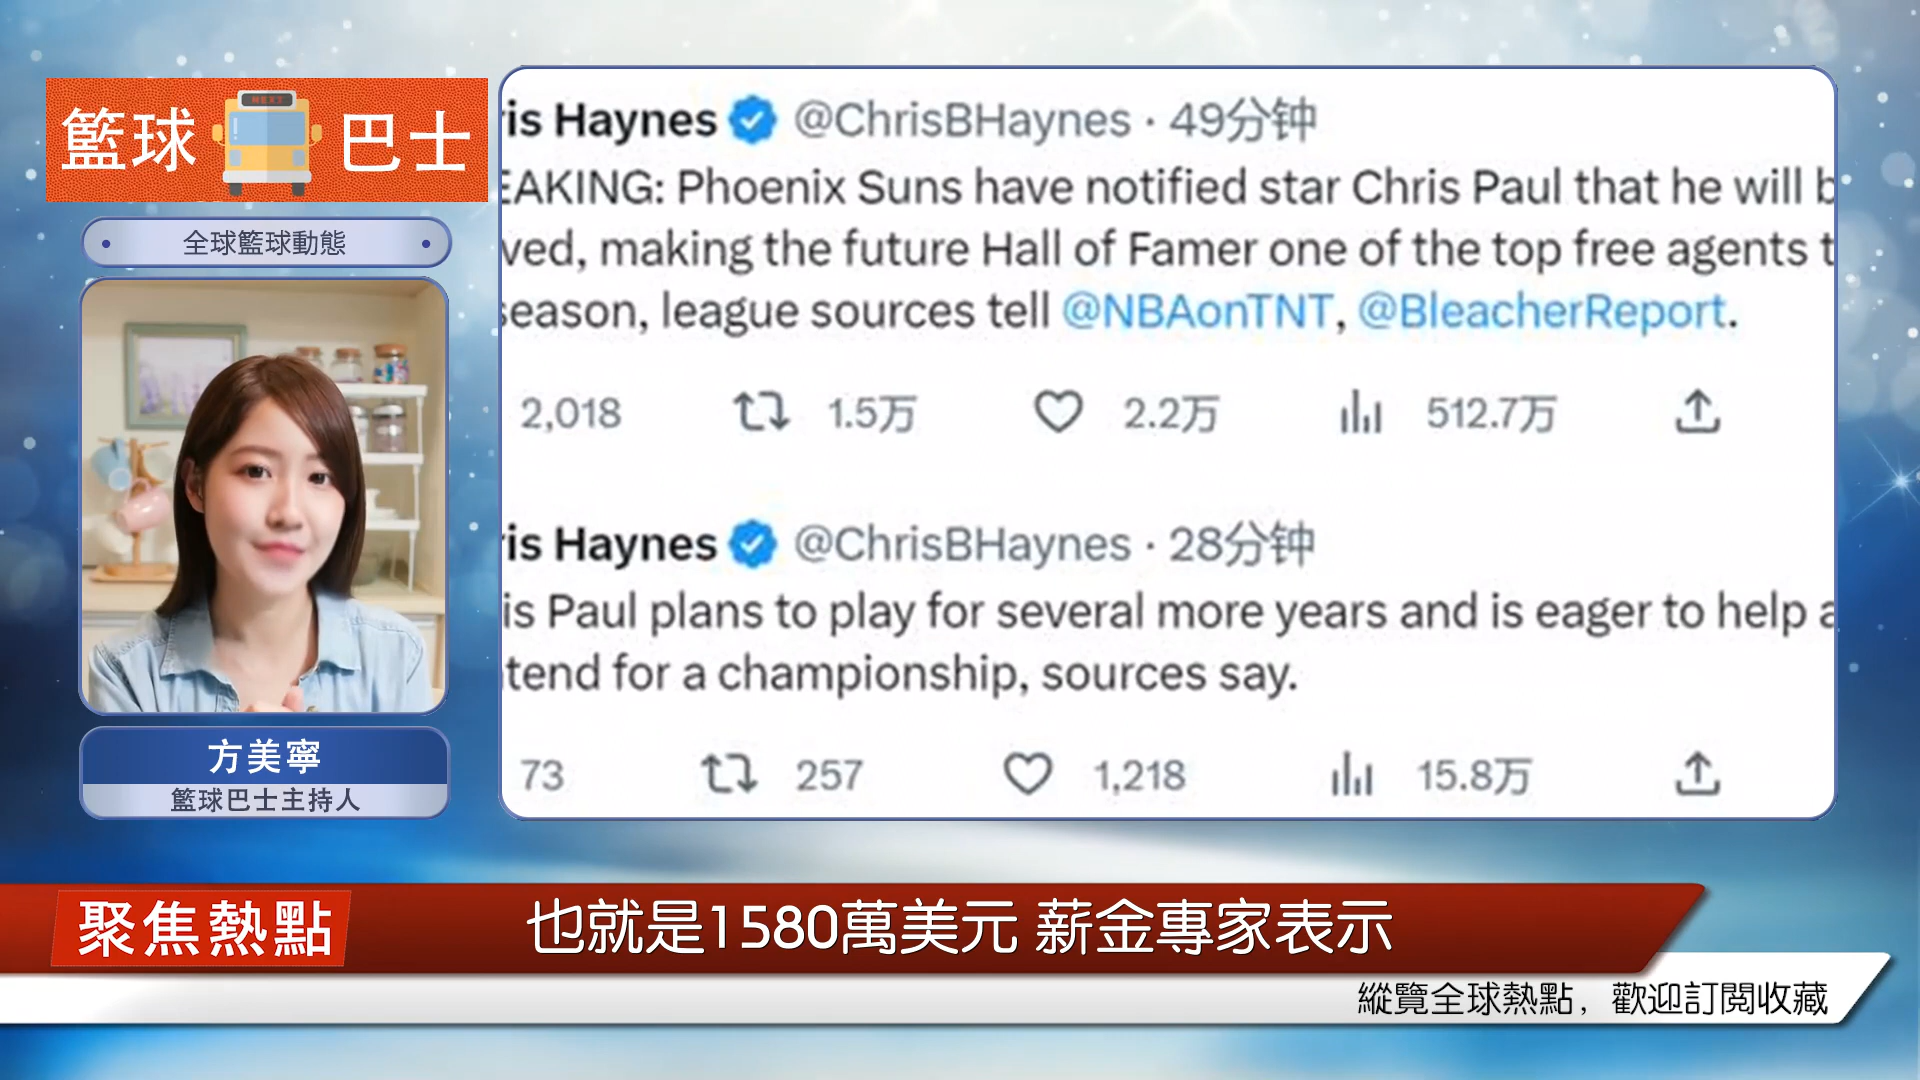 籃球巴士
全球籃球動態
方美寧
籃球巴士主持人
ris Haynes @ChrisBHaynes · 49分钟
EAKING: Phoenix Suns have notified star Chris Paul that he will b
ved, making the future Hall of Famer one of the top free agents t
season, league sources tell @NBAonTNT, @BleacherReport.
2,018 1.5万 2.2万 512.7万
ris Haynes @ChrisBHaynes · 28分钟
is Paul plans to play for several more years and is eager to help a
tend for a championship, sources say.
73 257 1,218 15.8万
聚焦熱點
也就是1580萬美元 薪金專家表示
縱覽全球熱點，歡迎訂閱收藏